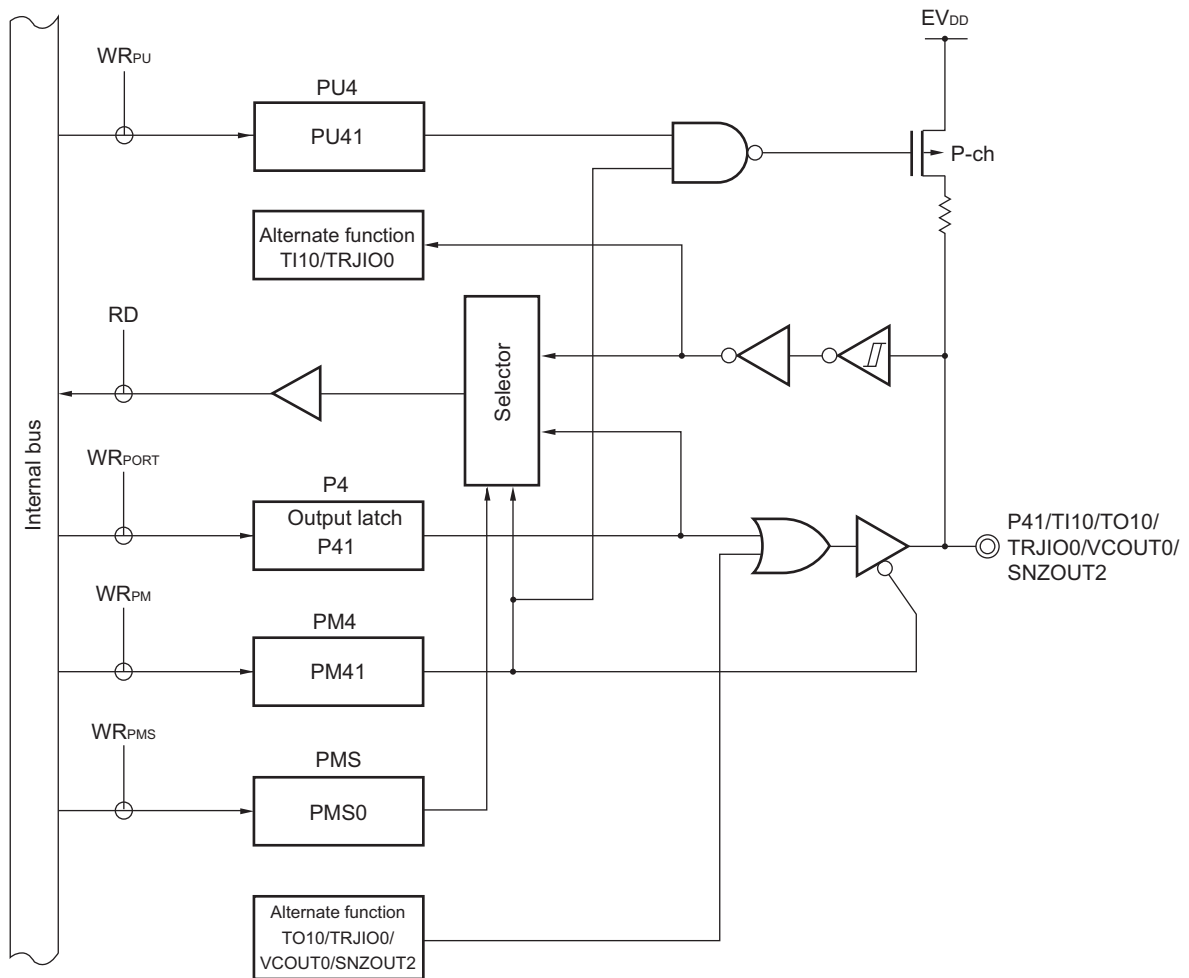 EVDD
WRPU
PU4
PU41
P-ch
Alternate function
TI10/TRJIO0
RD
Selector
Internal bus
WRPORT
P4
Output latch
P41
P41/TI10/TO10/
TRJIO0/VCOUT0/
SNZOUT2
WRPM
PM4
PM41
WRPMS
PMS
PMS0
Alternate function
TO10/TRJIO0/
VCOUT0/SNZOUT2